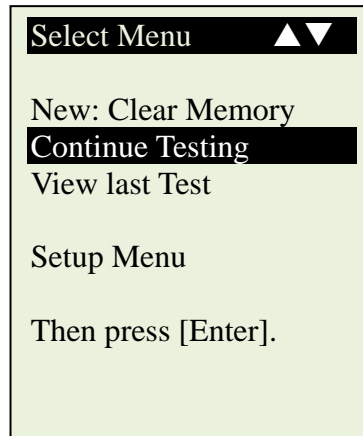 Select Menu ▲▼
New: Clear Memory
Continue Testing
View last Test
Setup Menu
Then press [Enter].